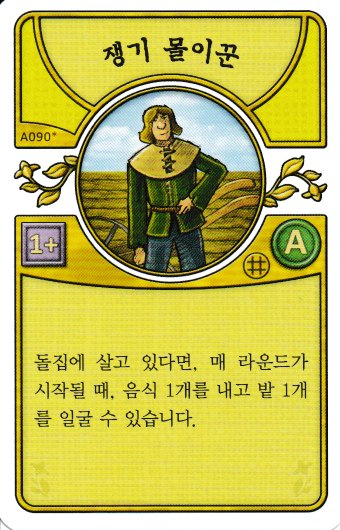 쟁기 몰이꾼
A090*
1+
A
돌집에 살고 있다면, 매 라운드가
시작될 때, 음식 1개를 내고 밭 1개
를 일굴 수 있습니다.